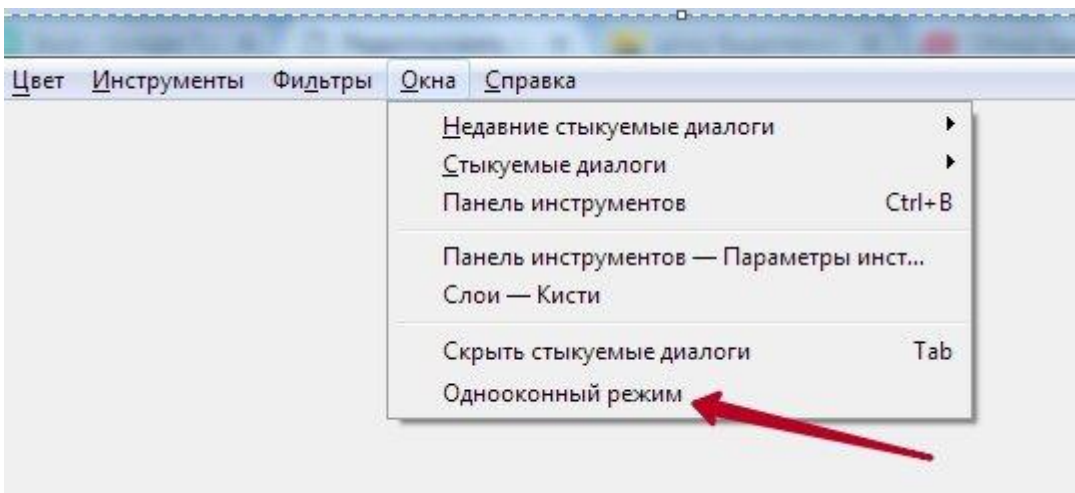 Цвет Инструменты Фильтры Окна Справка
Недавние стыкуемые диалоги
Стыкуемые диалоги
Панель инструментов Ctrl+B
Панель инструментов — Параметры инст...
Слои — Кисти
Скрыть стыкуемые диалоги Tab
Однооконный режим